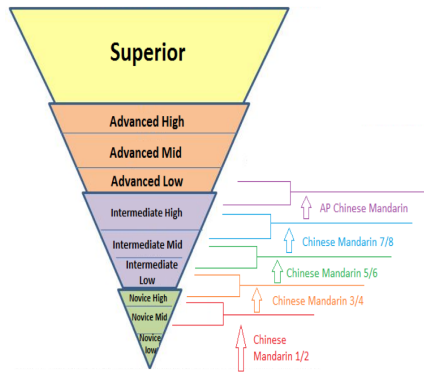 Superior
Advanced High
Advanced Mid
Advanced Low
Intermediate High
AP Chinese Mandarin
Intermediate Mid
Chinese Mandarin 7/8
Intermediate
Low
Chinese Mandarin 5/6
Novice High
Chinese Mandarin 3/4
Novice Mid
Novice
low
Chinese
Mandarin 1/2